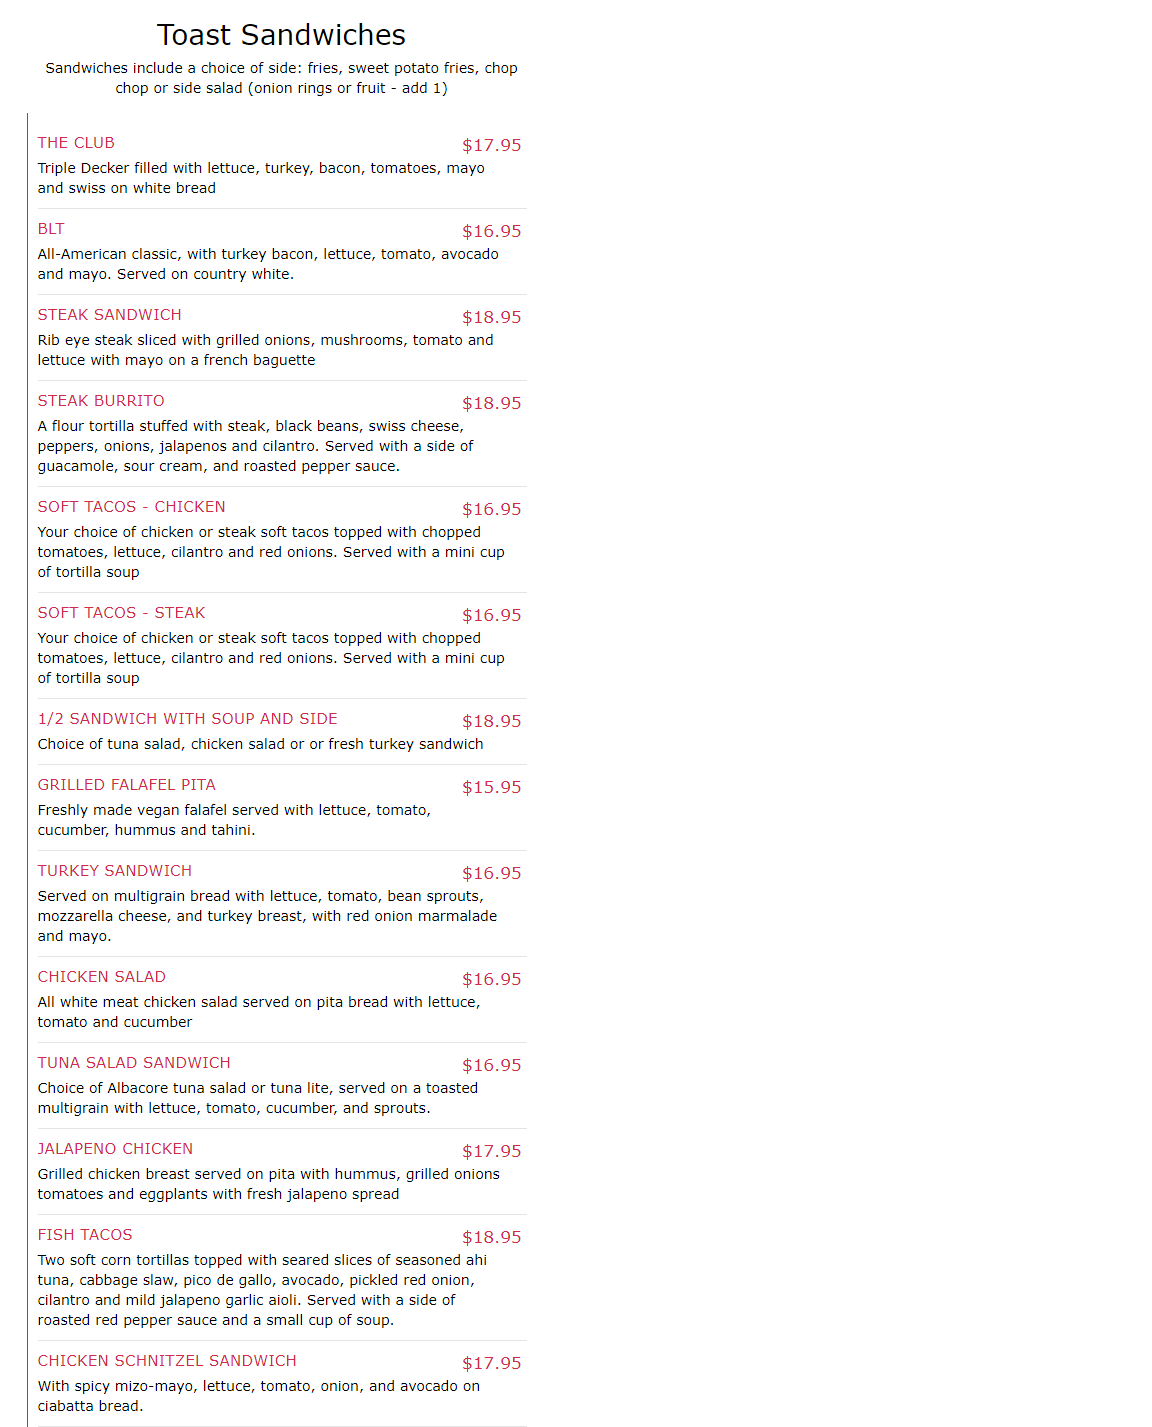 Toast Sandwiches
Sandwiches include a choice of side: fries, sweet potato fries, chop
chop or side salad (onion rings or fruit - add 1)
THE CLUB $17.95
Triple Decker filled with lettuce, turkey, bacon, tomatoes, mayo
and swiss on white bread
BLT $16.95
All-American classic, with turkey bacon, lettuce, tomato, avocado
and mayo. Served on country white.
STEAK SANDWICH $18.95
Rib eye steak sliced with grilled onions, mushrooms, tomato and
lettuce with mayo on a french baguette
STEAK BURRITO $18.95
A flour tortilla stuffed with steak, black beans, swiss cheese,
peppers, onions, jalapenos and cilantro. Served with a side of
guacamole, sour cream, and roasted pepper sauce.
SOFT TACOS - CHICKEN $16.95
Your choice of chicken or steak soft tacos topped with chopped
tomatoes, lettuce, cilantro and red onions. Served with a mini cup
of tortilla soup
SOFT TACOS - STEAK $16.95
Your choice of chicken or steak soft tacos topped with chopped
tomatoes, lettuce, cilantro and red onions. Served with a mini cup
of tortilla soup
1/2 SANDWICH WITH SOUP AND SIDE $18.95
Choice of tuna salad, chicken salad or or fresh turkey sandwich
GRILLED FALAFEL PITA $15.95
Freshly made vegan falafel served with lettuce, tomato,
cucumber, hummus and tahini.
TURKEY SANDWICH $16.95
Served on multigrain bread with lettuce, tomato, bean sprouts,
mozzarella cheese, and turkey breast, with red onion marmalade
and mayo.
CHICKEN SALAD $16.95
All white meat chicken salad served on pita bread with lettuce,
tomato and cucumber
TUNA SALAD SANDWICH $16.95
Choice of Albacore tuna salad or tuna lite, served on a toasted
multigrain with lettuce, tomato, cucumber, and sprouts.
JALAPENO CHICKEN $17.95
Grilled chicken breast served on pita with hummus, grilled onions
tomatoes and eggplants with fresh jalapeno spread
FISH TACOS $18.95
Two soft corn tortillas topped with seared slices of seasoned ahi
tuna, cabbage slaw, pico de gallo, avocado, pickled red onion,
cilantro and mild jalapeno garlic aioli. Served with a side of
roasted red pepper sauce and a small cup of soup.
CHICKEN SCHNITZEL SANDWICH $17.95
With spicy mizo-mayo, lettuce, tomato, onion, and avocado on
ciabatta bread.